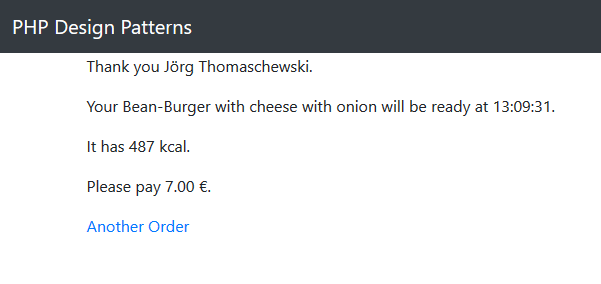 PHP Design Patterns
Thank you Jörg Thomaschewski.
Your Bean-Burger with cheese with onion will be ready at 13:09:31.
It has 487 kcal.
Please pay 7.00 €.
Another Order